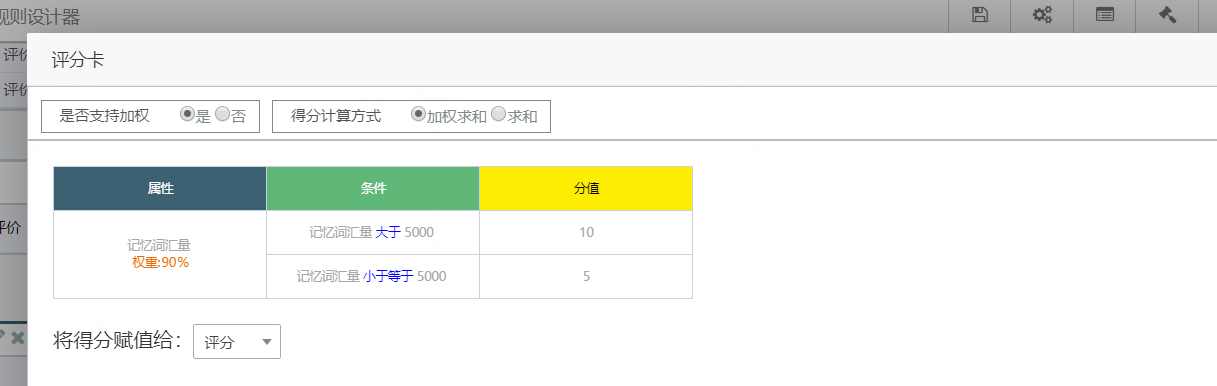 规则设计器
评价
评分卡
评价
是否支持加权 是 否 得分计算方式 加权求和 求和
属性 条件 分值
记忆词汇量
权重:90%
记忆词汇量 大于 5000 10
记忆词汇量 小于等于 5000 5
评价
将得分赋值给： 评分